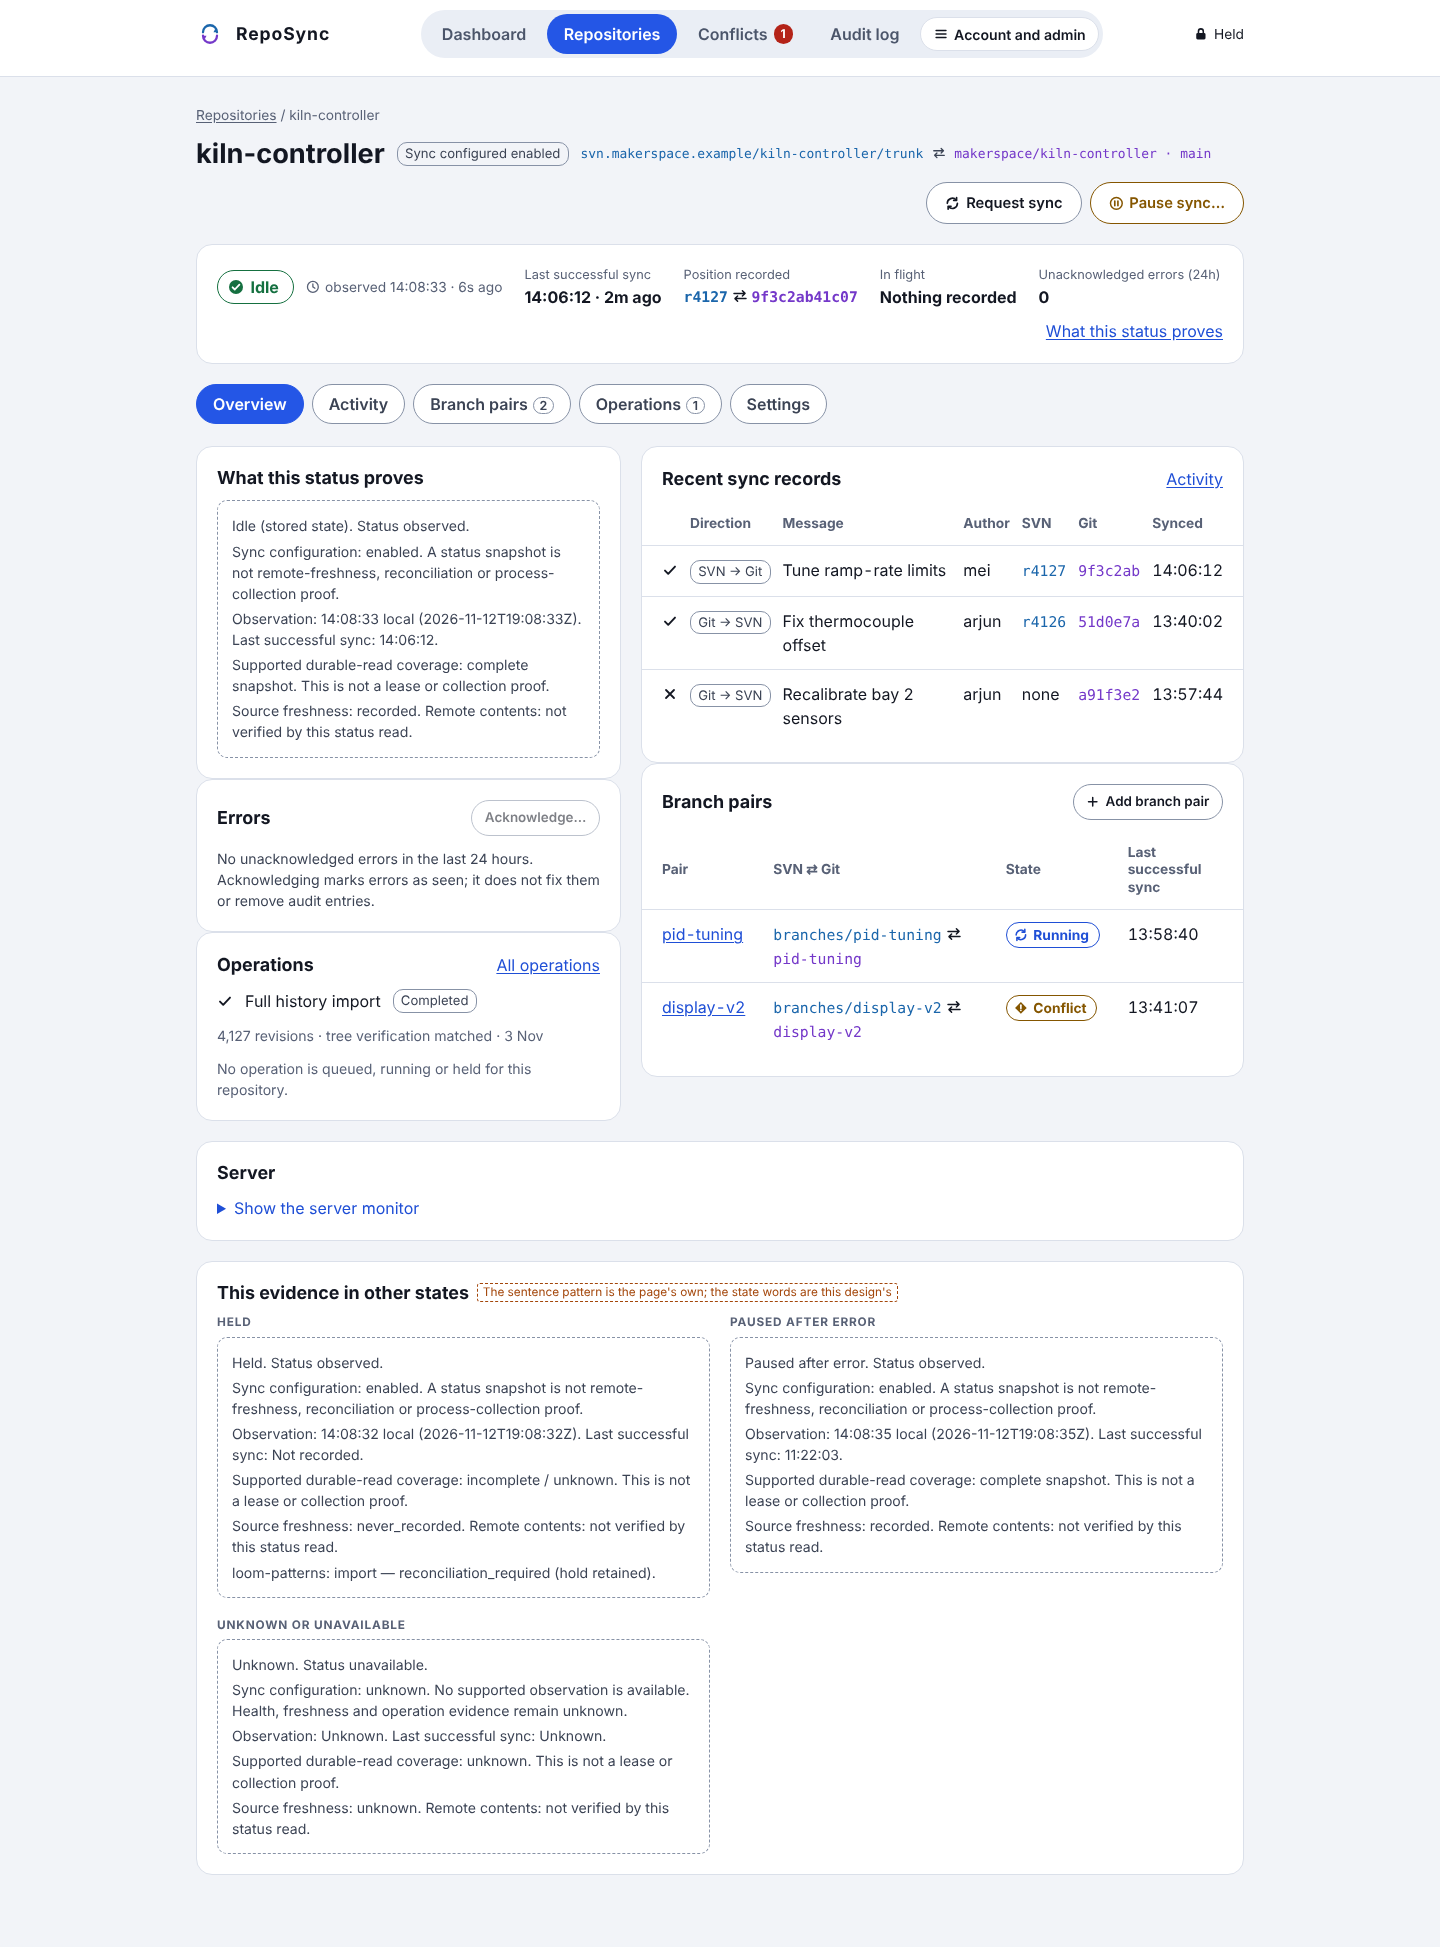 RepoSync
Dashboard
Repositories
Conflicts 1
Audit log
Account and admin
Held
Repositories / kiln-controller
kiln-controller
Sync configured enabled
svn.makerspace.example/kiln-controller/trunk ⇄ makerspace/kiln-controller · main
Request sync
Pause sync...
Idle
observed 14:08:33 · 6s ago
Last successful sync
14:06:12 · 2m ago
Position recorded
r4127 ⇄ 9f3c2ab41c07
In flight
Nothing recorded
Unacknowledged errors (24h)
0
What this status proves
Overview
Activity
Branch pairs 2
Operations 1
Settings
What this status proves
Idle (stored state). Status observed.
Sync configuration: enabled. A status snapshot is
not remote-freshness, reconciliation or process-
collection proof.
Observation: 14:08:33 local (2026-11-12T19:08:33Z).
Last successful sync: 14:06:12.
Supported durable-read coverage: complete
snapshot. This is not a lease or collection proof.
Source freshness: recorded. Remote contents: not
verified by this status read.
Errors
Acknowledge...
No unacknowledged errors in the last 24 hours.
Acknowledging marks errors as seen; it does not fix them
or remove audit entries.
Operations
All operations
Full history import
Completed
4,127 revisions · tree verification matched · 3 Nov
No operation is queued, running or held for this
repository.
Recent sync records
Activity
Direction Message Author SVN Git Synced
SVN → Git Tune ramp-rate limits mei r4127 9f3c2ab 14:06:12
Git → SVN Fix thermocouple arjun r4126 51d0e7a 13:40:02
offset
Git → SVN Recalibrate bay 2 arjun none a91f3e2 13:57:44
sensors
Branch pairs
+ Add branch pair
Last
Pair SVN ⇄ Git State successful
sync
pid-tuning branches/pid-tuning ⇄ Running 13:58:40
pid-tuning
display-v2 branches/display-v2 ⇄ Conflict 13:41:07
display-v2
Server
Show the server monitor
This evidence in other states
The sentence pattern is the page's own; the state words are this design's
HELD
Held. Status observed.
Sync configuration: enabled. A status snapshot is not remote-
freshness, reconciliation or process-collection proof.
Observation: 14:08:32 local (2026-11-12T19:08:32Z). Last successful
sync: Not recorded.
Supported durable-read coverage: incomplete / unknown. This is not
a lease or collection proof.
Source freshness: never_recorded. Remote contents: not verified by
this status read.
loom-patterns: import — reconciliation_required (hold retained).
PAUSED AFTER ERROR
Paused after error. Status observed.
Sync configuration: enabled. A status snapshot is not remote-
freshness, reconciliation or process-collection proof.
Observation: 14:08:35 local (2026-11-12T19:08:35Z). Last successful
sync: 11:22:03.
Supported durable-read coverage: complete snapshot. This is not a
lease or collection proof.
Source freshness: recorded. Remote contents: not verified by this
status read.
UNKNOWN OR UNAVAILABLE
Unknown. Status unavailable.
Sync configuration: unknown. No supported observation is available.
Health, freshness and operation evidence remain unknown.
Observation: Unknown. Last successful sync: Unknown.
Supported durable-read coverage: unknown. This is not a lease or
collection proof.
Source freshness: unknown. Remote contents: not verified by this
status read.